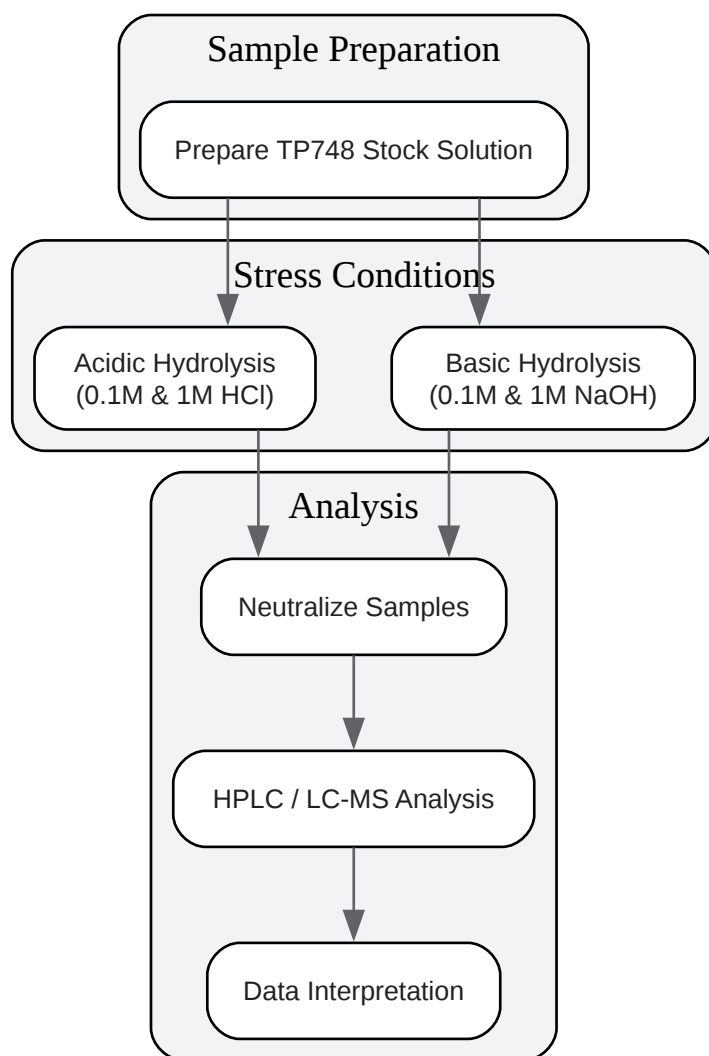 Sample Preparation
Prepare TP748 Stock Solution
Stress Conditions
Acidic Hydrolysis
(0.1M & 1M HCl)
Basic Hydrolysis
(0.1M & 1M NaOH)
Analysis
Neutralize Samples
HPLC / LC-MS Analysis
Data Interpretation